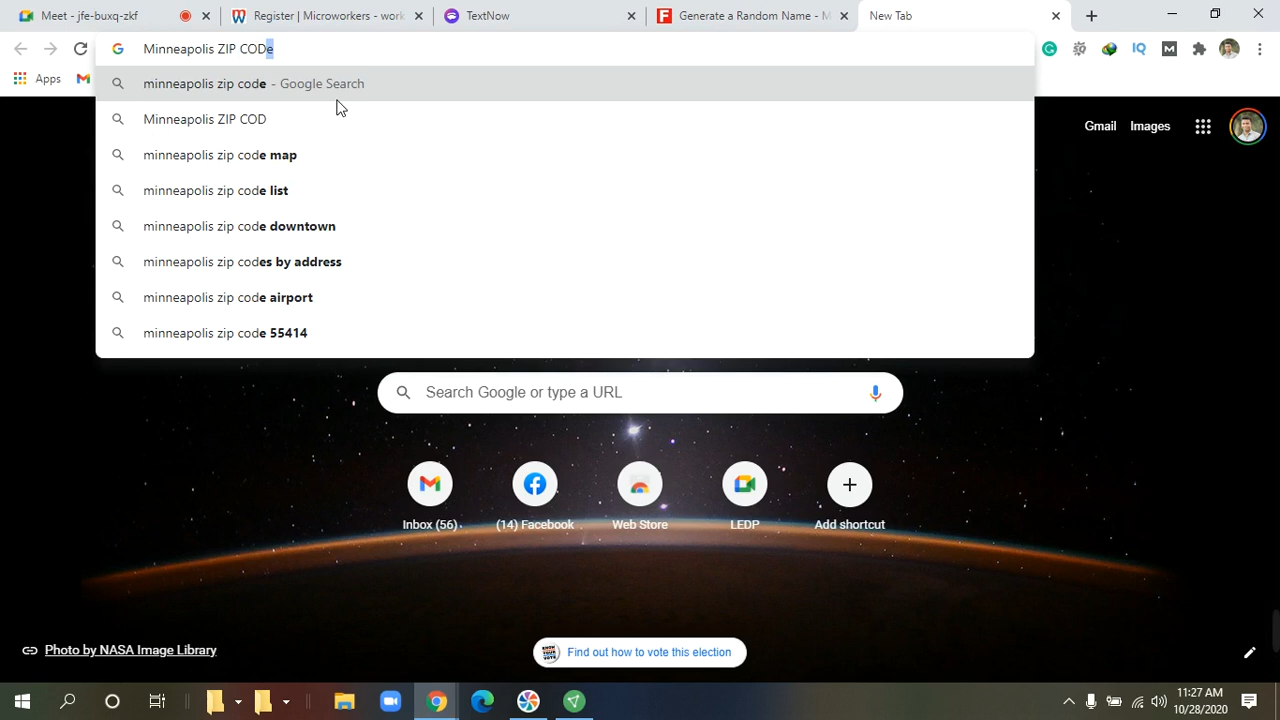 Meet - jfe-buxq-zkf
Register | Microworkers - work
TextNow
Generate a Random Name - 
New Tab
Minneapolis ZIP CODe
Apps
minneapolis zip code - Google Search
Minneapolis ZIP COD
minneapolis zip code map
minneapolis zip code list
minneapolis zip code downtown
minneapolis zip codes by address
minneapolis zip code airport
minneapolis zip code 55414
Gmail Images
Search Google or type a URL
Inbox (56) (14) Facebook Web Store LEDP Add shortcut
Photo by NASA Image Library
Find out how to vote this election
11:27 AM
10/28/2020